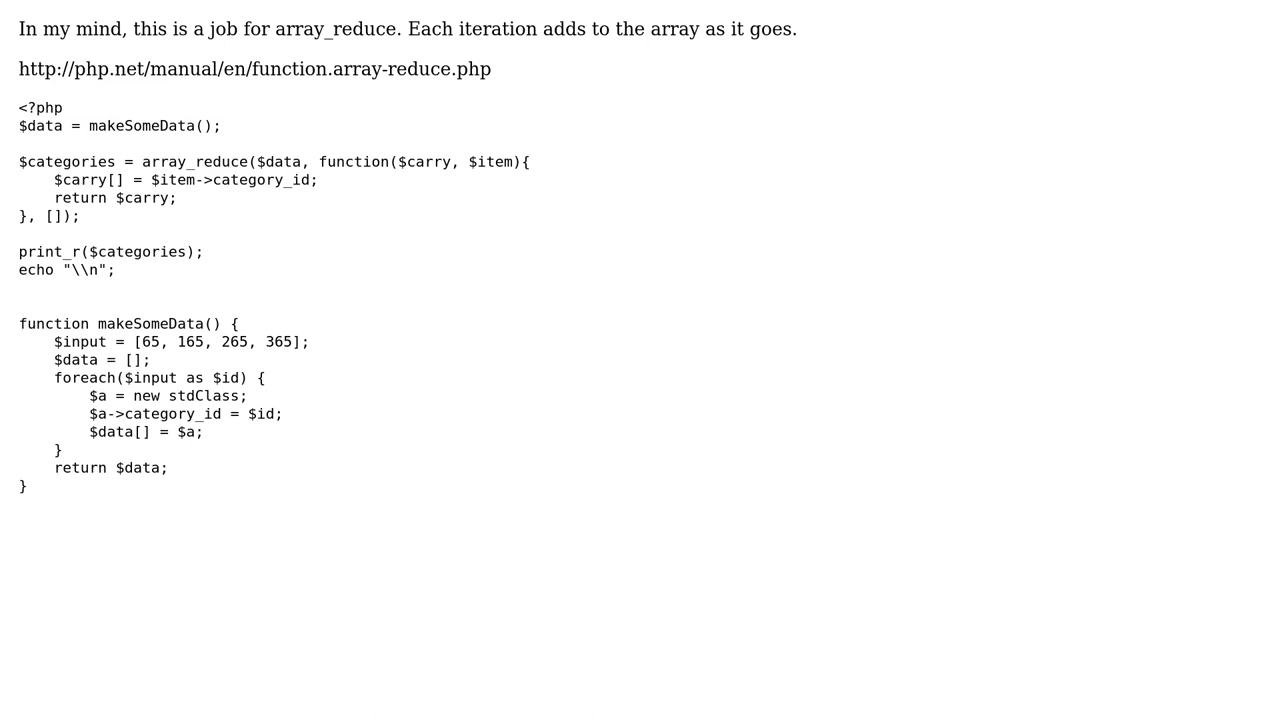 In my mind, this is a job for array_reduce. Each iteration adds to the array as it goes.
http://php.net/manual/en/function.array-reduce.php
<?php
$data = makeSomeData();

$categories = array_reduce($data, function($carry, $item){
    $carry[] = $item->category_id;
    return $carry;
}, []);

print_r($categories);
echo "\\n";


function makeSomeData() {
    $input = [65, 165, 265, 365];
    $data = [];
    foreach($input as $id) {
        $a = new stdClass;
        $a->category_id = $id;
        $data[] = $a;
    }
    return $data;
}